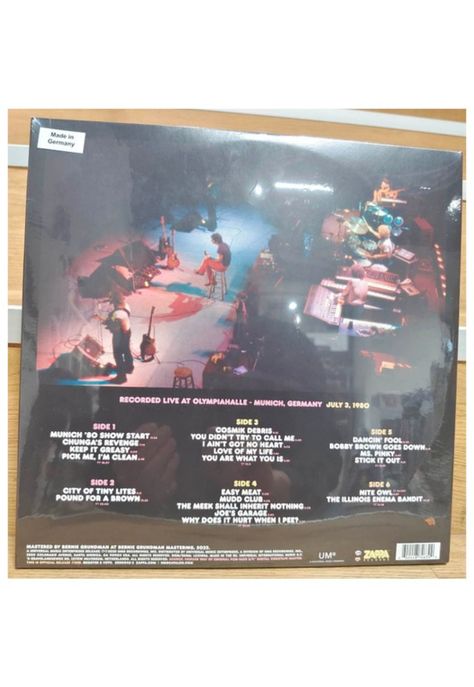 Made in
Germany
RECORDED LIVE AT OLYMPIAHALLE - MUNICH, GERMANY JULY 3, 1980
SIDE 1
MUNICH '80 SHOW START
CHUNGA'S REVENGE
KEEP IT GREASY
PICK ME, I'M CLEAN
SIDE 2
CITY OF TINY LITES
POUND FOR A BROWN
SIDE 3
COSMIK DEBRIS
YOU DIDN'T TRY TO CALL ME
I AIN'T GOT NO HEART
LOVE OF MY LIFE
YOU ARE WHAT YOU IS
SIDE 4
EASY MEAT
MUDD CLUB
THE MEEK SHALL INHERIT NOTHING
JOE'S GARAGE
WHY DOES IT HURT WHEN I PEE?
SIDE 5
DANCIN' FOOL
BOBBY BROWN GOES DOWN
MS. PINKY
STICK IT OUT
SIDE 6
NITE OWL
THE ILLINOIS ENEMA BANDIT
MASTERED BY BERNIE GRUNDMAN AT BERNIE GRUNDMAN MASTERING, 2023.
UMe
ZAPPA
RECORDS